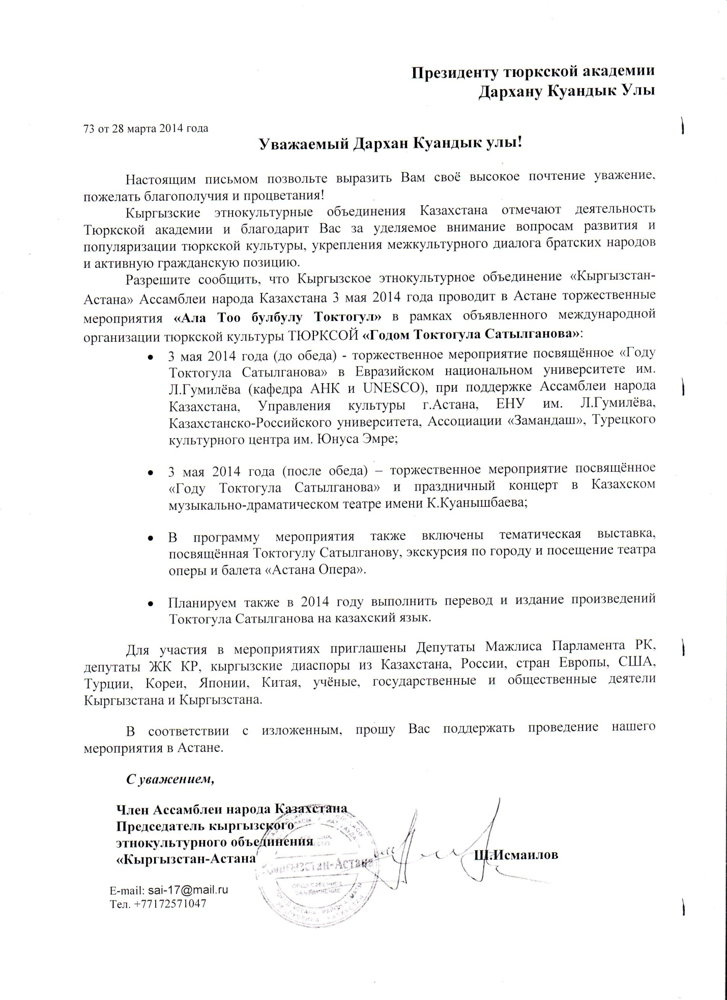 Президенту тюркской академии
Дархану Куандык Улы
73 от 28 марта 2014 года
Уважаемый Дархан Куандык улы!
Настоящим письмом позвольте выразить Вам своё высокое почтение уважение,
пожелать благополучия и процветания!
Кыргызские этнокультурные объединения Казахстана отмечают деятельность
Тюркской академии и благодарит Вас за уделяемое внимание вопросам развития и
популяризации тюркской культуры, укрепления межкультурного диалога братских народов
и активную гражданскую позицию.
Разрешите сообщить, что Кыргызское этнокультурное объединение «Кыргызстан-
Астана» Ассамблеи народа Казахстана 3 мая 2014 года проводит в Астане торжественные
мероприятия «Ала Тоо булбулу Токтогул» в рамках объявленного международной
организации тюркской культуры ТЮРКСОЙ «Годом Токтогула Сатылганова»:
• 3 мая 2014 года (до обеда) - торжественное мероприятие посвящённое «Году
Токтогула Сатылганова» в Евразийском национальном университете им.
Л.Гумилёва (кафедра АНК и UNESCO), при поддержке Ассамблеи народа
Казахстана, Управления культуры г.Астана, ЕНУ им. Л.Гумилёва,
Казахстанско-Российского университета, Ассоциации «Замандаш», Турецкого
культурного центра им. Юнуса Эмре;
• 3 мая 2014 года (после обеда) – торжественное мероприятие посвящённое
«Году Токтогула Сатылганова» и праздничный концерт в Казахском
музыкально-драматическом театре имени К.Куанышбаева;
• В программу мероприятия также включены тематическая выставка,
посвящённая Токтогулу Сатылганову, экскурсия по городу и посещение театра
оперы и балета «Астана Опера».
• Планируем также в 2014 году выполнить перевод и издание произведений
Токтогула Сатылганова на казахский язык.
Для участия в мероприятиях приглашены Депутаты Мажлиса Парламента РК,
депутаты ЖК КР, кыргызские диаспоры из Казахстана, России, стран Европы, США,
Турции, Кореи, Японии, Китая, учёные, государственные и общественные деятели
Кыргызстана и Кыргызстана.
В соответствии с изложенным, прошу Вас поддержать проведение нашего
мероприятия в Астане.
С уважением,
Член Ассамблеи народа Казахстана
Председатель кыргызского
этнокультурного объединения
«Кыргызстан-Астана
Ш.Исмаилов
Кыргызстан-Астана
ОБЩЕСТВЕННОЕ
ОБЪЕДИНЕНИЕ
E-mail: sai-17@mail.ru
Тел. +77172571047